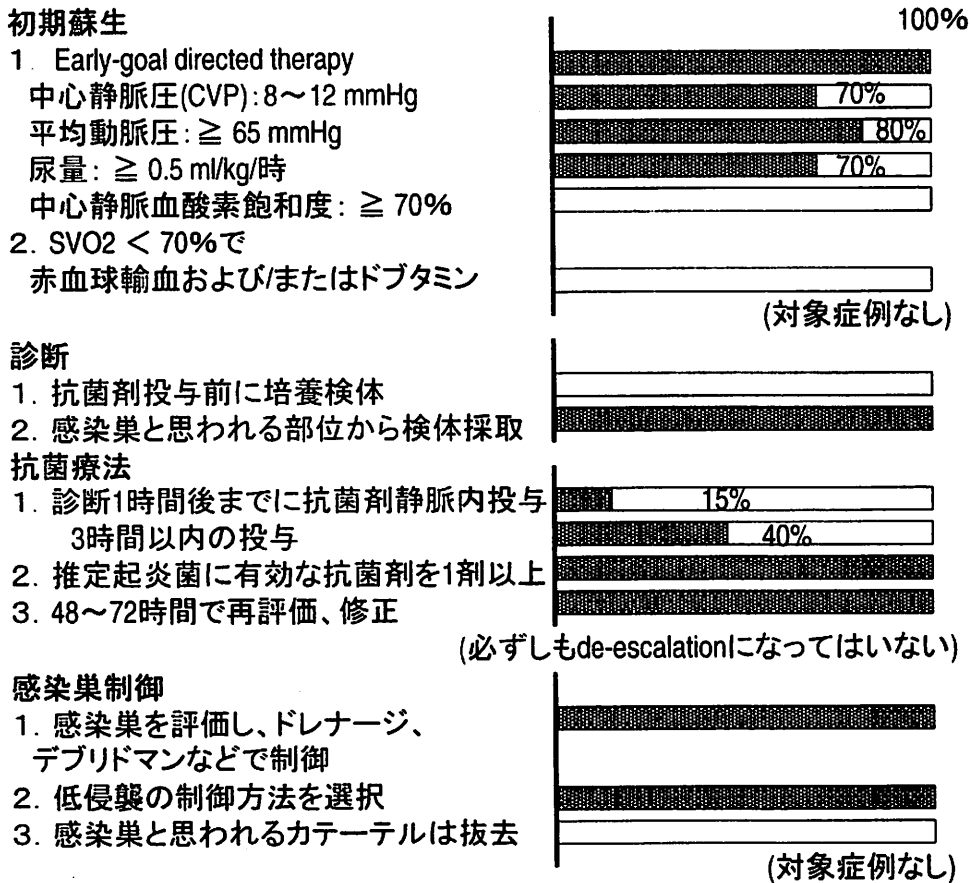 初期蘇生
100%
1. Early-goal directed therapy
中心静脈圧(CVP):8〜12 mmHg
70%
平均動脈圧:≧ 65 mmHg
80%
尿量: ≧ 0.5 ml/kg/時
70%
中心静脈血酸素飽和度: ≧ 70%
2. SVO2 < 70%で
赤血球輸血および/またはドブタミン
(対象症例なし)
診断
1. 抗菌剤投与前に培養検体
2. 感染巣と思われる部位から検体採取
抗菌療法
1. 診断1時間後までに抗菌剤静脈内投与
15%
3時間以内の投与
40%
2. 推定起炎菌に有効な抗菌剤を1剤以上
3. 48〜72時間で再評価、修正
(必ずしもde-escalationになってはいない)
感染巣制御
1. 感染巣を評価し、ドレナージ、
デブリドマンなどで制御
2. 低侵襲の制御方法を選択
3. 感染巣と思われるカテーテルは抜去
(対象症例なし)